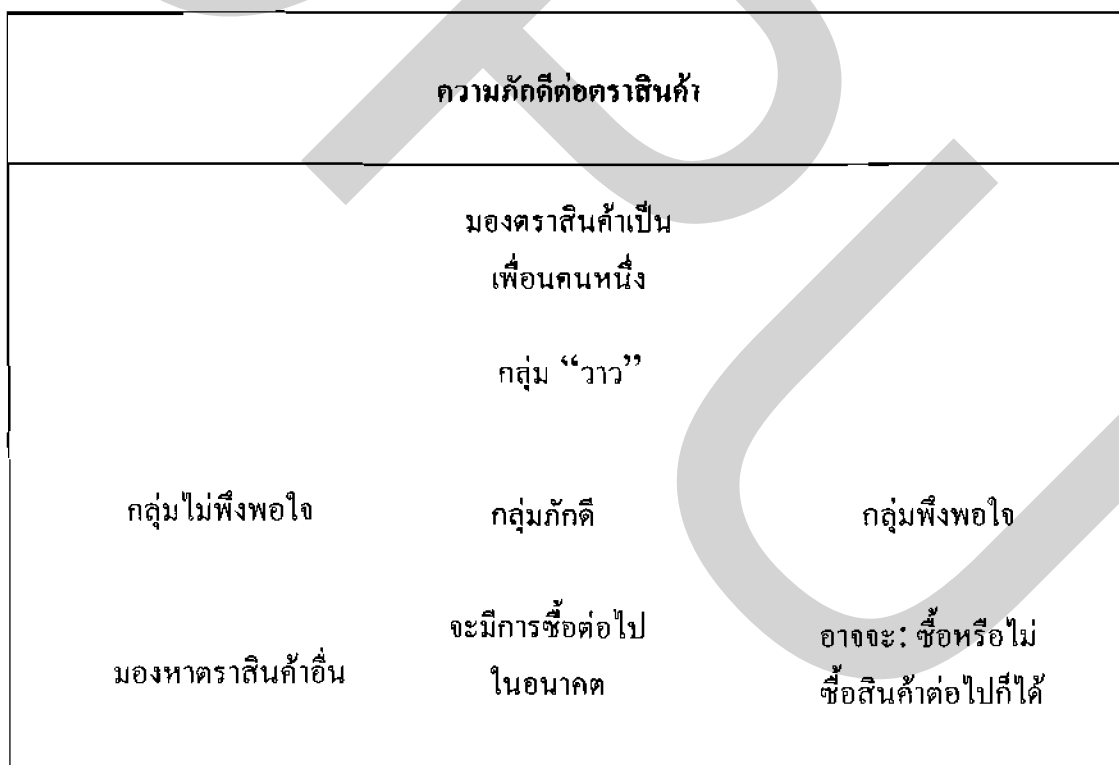 ความภักดีต่อตราสินค้า
มองตราสินค้าเป็น
เพื่อนคนหนึ่ง
กลุ่ม “วาว”
กลุ่มไม่พึงพอใจ
กลุ่มภักดี
กลุ่มพึงพอใจ
มองหาตราสินค้าอื่น
จะมีการซื้อต่อไป
ในอนาคต
อาจจะ: ซื้อหรือไม่
ซื้อสินค้าต่อไปก็ได้